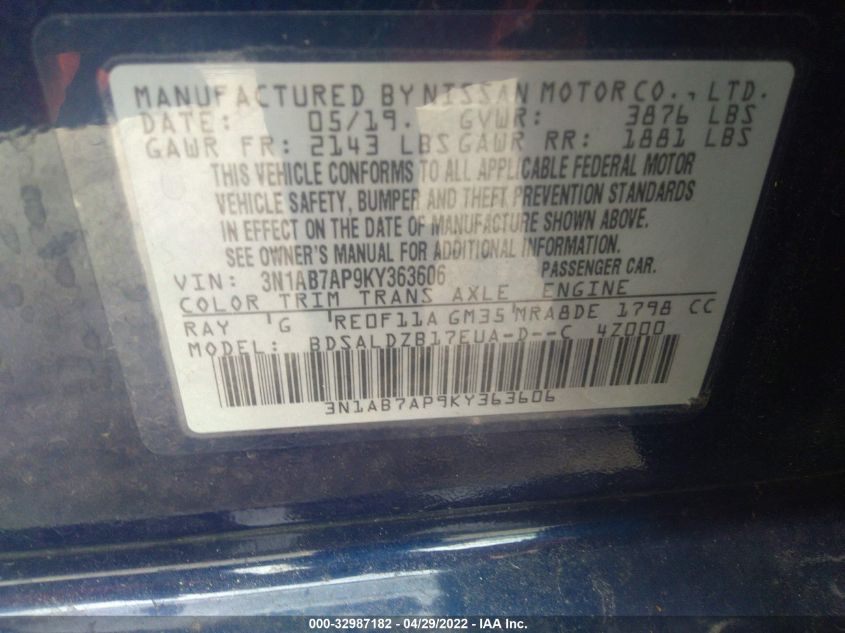 MANUFACTURED BY NISSAN MOTOR CO., LTD.
DATE: 05/19. GVWR: 3876 LBS
GAWR FR: 2143 LBS GAWR RR: 1881 LBS
THIS VEHICLE CONFORMS TO ALL APPLICABLE FEDERAL MOTOR
VEHICLE SAFETY, BUMPER AND THEFT PREVENTION STANDARDS
IN EFFECT ON THE DATE OF MANUFACTURE SHOWN ABOVE.
SEE OWNER'S MANUAL FOR ADDITIONAL INFORMATION.
VIN: 3N1AB7AP9KY363606 PASSENGER CAR.
COLOR TRIM TRANS AXLE ENGINE
RAY 'G 'RE0F11A GM35'MRA8DE 1798 CC
MODEL: BDSALDZB17EUA-D--C 4Z000
3N1AB7AP9KY363606
000-32987182 - 04/29/2022 - IAA Inc.